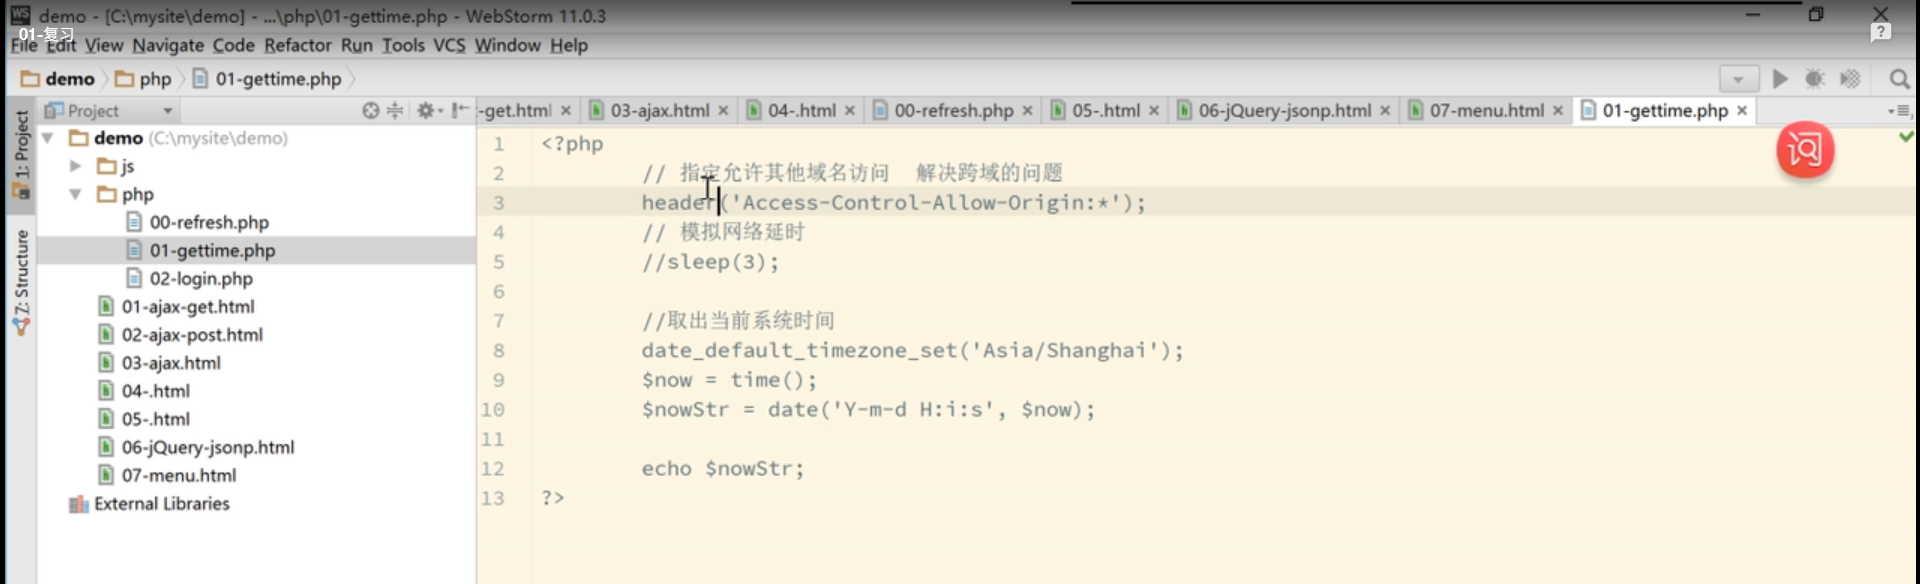 WS demo - [C:\mysite\demo] - ...\php\01-gettime.php - WebStorm 11.0.3
01-复习
File Edit View Navigate Code Refactor Run Tools VCS Window Help
demo php 01-gettime.php
Project
-get.html 03-ajax.html 04-.html 00-refresh.php 05-.html 06-jQuery-jsonp.html 07-menu.html 01-gettime.php
1: Project
Z: Structure
demo (C:\mysite\demo)
js
php
00-refresh.php
01-gettime.php
02-login.php
01-ajax-get.html
02-ajax-post.html
03-ajax.html
04-.html
05-.html
06-jQuery-jsonp.html
07-menu.html
External Libraries
1 <?php
2 // 指定允许其他域名访问 解决跨域的问题
3 header('Access-Control-Allow-Origin:*');
4 // 模拟网络延时
5 //sleep(3);
6
7 //取出当前系统时间
8 date_default_timezone_set('Asia/Shanghai');
9 $now = time();
10 $nowStr = date('Y-m-d H:i:s', $now);
11
12 echo $nowStr;
13 ?>
词